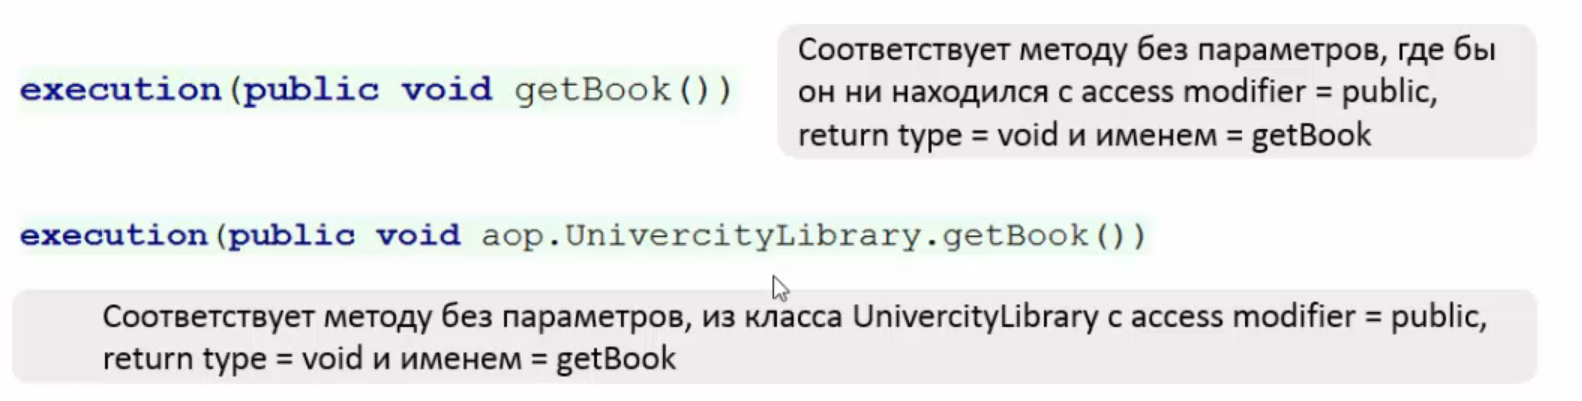 execution(public void getBook())
Соответствует методу без параметров, где бы
он ни находился с access modifier = public,
return type = void и именем = getBook
execution(public void aop.UnivercityLibrary.getBook())
Соответствует методу без параметров, из класса UnivercityLibrary с access modifier = public,
return type = void и именем = getBook